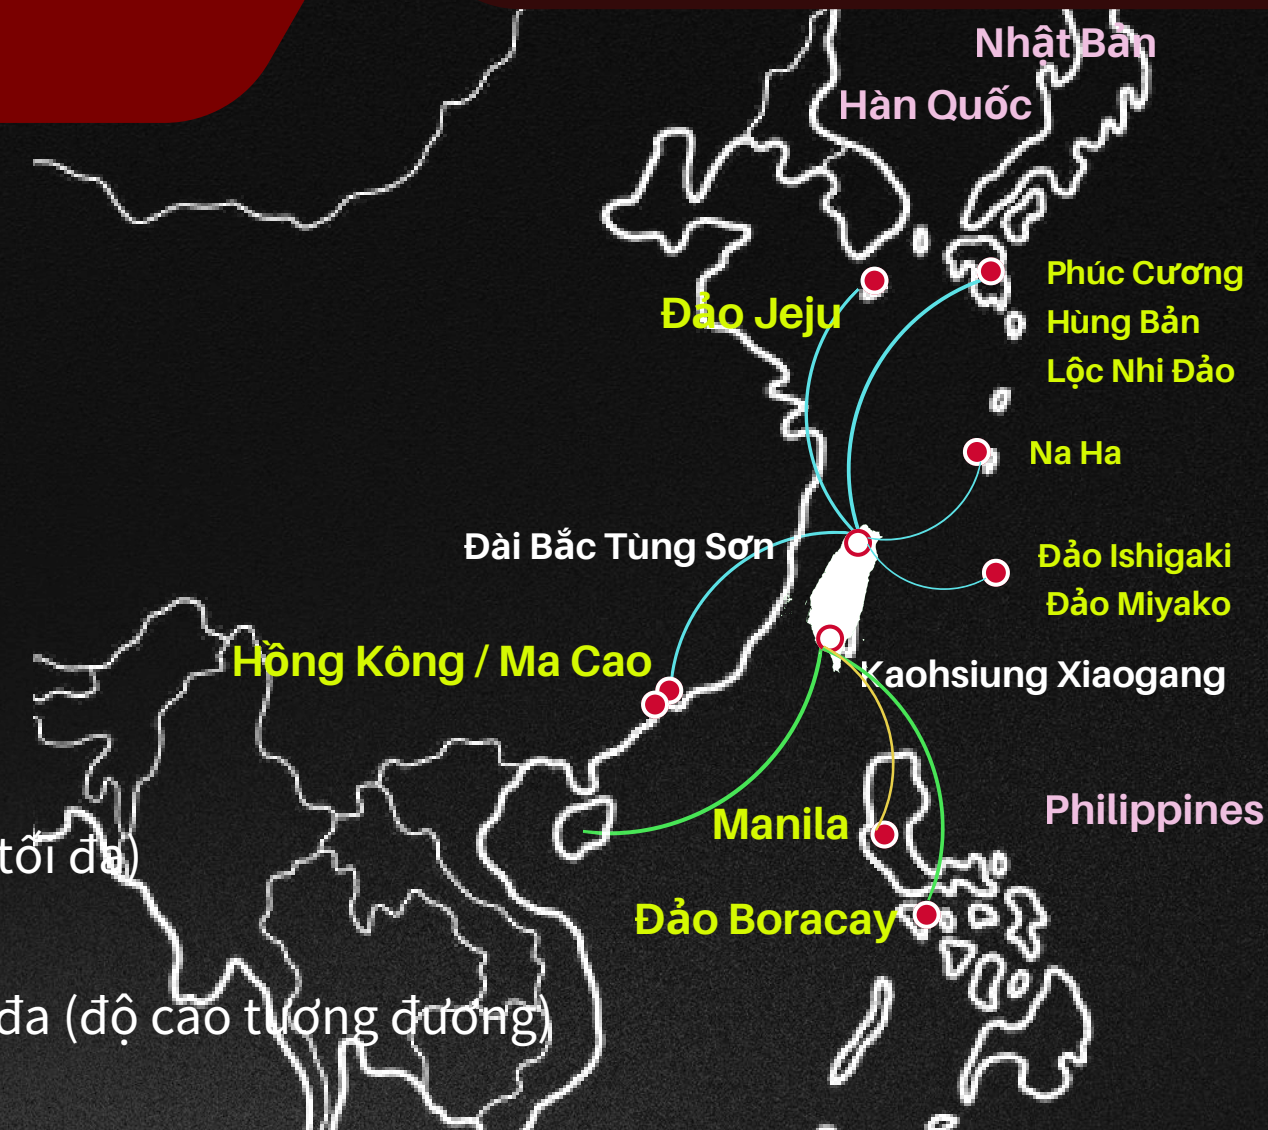 Nhật Bản
Hàn Quốc
Phúc Cương
Đảo Jeju
Hùng Bản
Lộc Nhi Đảo
Na Ha
Đài Bắc Tùng Sơn
Đảo Ishigaki
Đảo Miyako
Hồng Kông / Ma Cao
Kaohsiung Xiaogang
Philippines
Manila
tối đa)
Đảo Boracay
đa (độ cao tương đương)